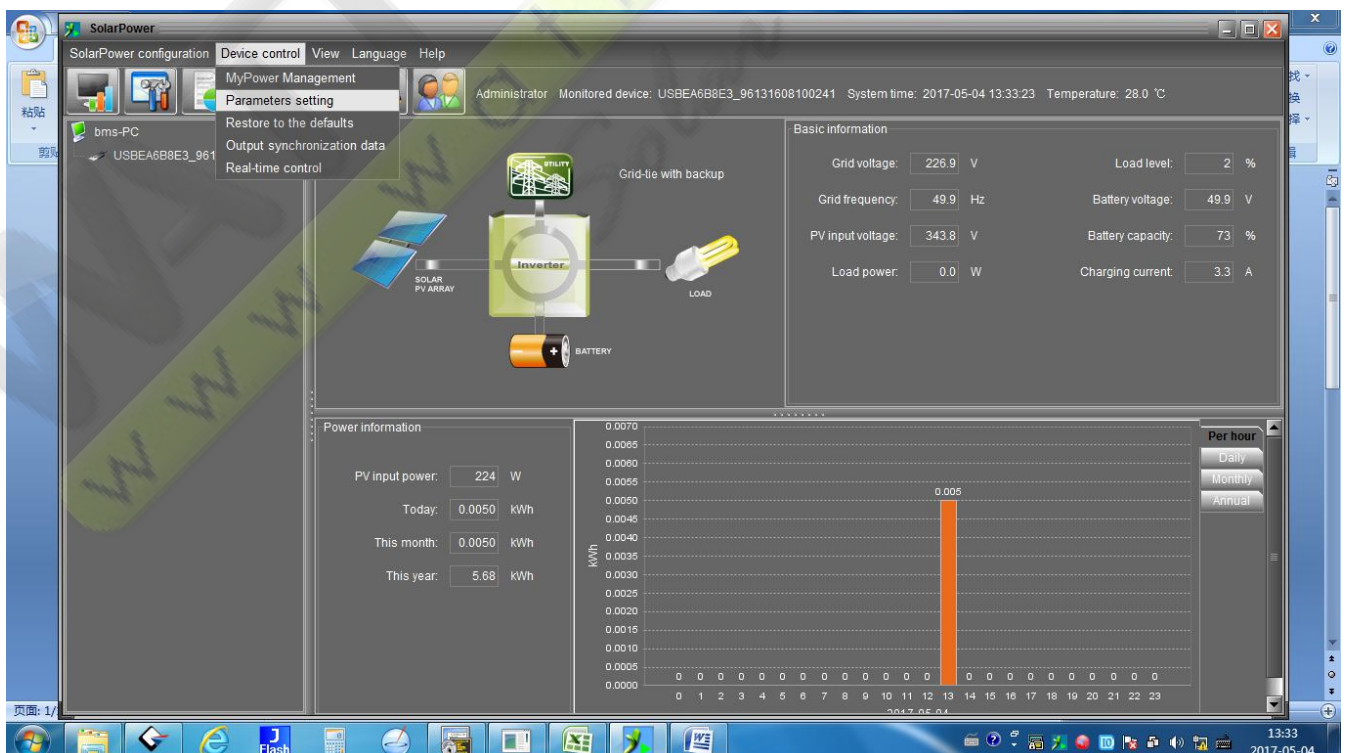 SolarPower
SolarPower configuration Device control View Language Help
MyPower Management
Parameters setting
Restore to the defaults
Output synchronization data
Real-time control
Administrator Monitored device: USBEA6B8E3_96131608100241 System time: 2017-05-04 13:33:23 Temperature: 28.0 ℃
粘贴
bms-PC
USBEA6B8E3_961
UTILITY
Grid-tie with backup
Inverter
SOLAR
PV ARRAY
LOAD
BATTERY
Basic information
Grid voltage: 226.9 V Load level: 2 %
Grid frequency: 49.9 Hz Battery voltage: 49.9 V
PV input voltage: 343.8 V Battery capacity: 73 %
Load power: 0.0 W Charging current: 3.3 A
Power information
PV input power: 224 W
Today: 0.0050 kWh
This month: 0.0050 kWh
This year: 5.68 kWh
kWh
0.0070
0.0065
0.0060
0.0055
0.0050
0.0045
0.0040
0.0035
0.0030
0.0025
0.0020
0.0015
0.0010
0.0005
0.0000
0.005
0 0 0 0 0 0 0 0 0 0 0 0 0 0 0 0 0 0 0 0 0 0 0
0 1 2 3 4 5 6 7 8 9 10 11 12 13 14 15 16 17 18 19 20 21 22 23
2017-05-04
Per hour
Daily
Monthly
Annual
页面: 1/
J
Flash
13:33
2017-05-04